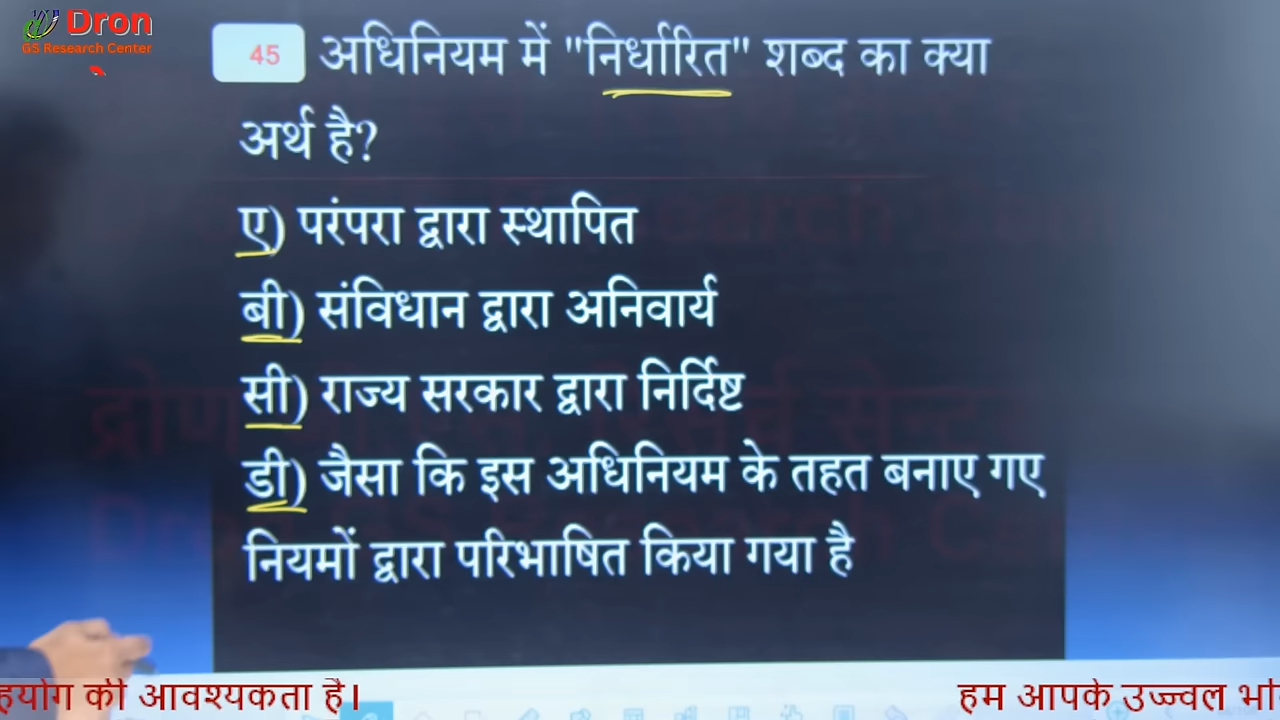 Dron
GS Research Center
45 अधिनियम में "निर्धारित" शब्द का क्या
अर्थ है?
ए) परंपरा द्वारा स्थापित
बी) संविधान द्वारा अनिवार्य
सी) राज्य सरकार द्वारा निर्दिष्ट
डी) जैसा कि इस अधिनियम के तहत बनाए गए
नियमों द्वारा परिभाषित किया गया है
हयोग की आवश्यकता है। हम आपके उज्ज्वल भ